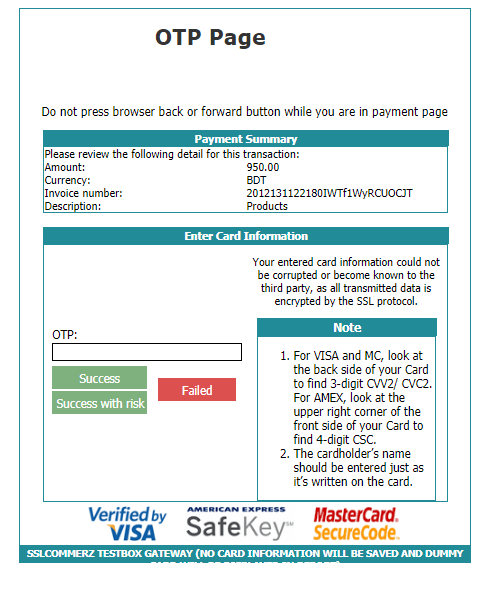 OTP Page
Do not press browser back or forward button while you are in payment page
Payment Summary
Please review the following detail for this transaction:
Amount: 950.00
Currency: BDT
Invoice number: 2012131122180IWTf1WyRCUOCJT
Description: Products
Enter Card Information
Your entered card information could not
be corrupted or become known to the
third party, as all transmitted data is
encrypted by the SSL protocol.
OTP:
Success
Success with risk
Failed
Note
1. For VISA and MC, look at
the back side of your Card
to find 3-digit CVV2/ CVC2.
For AMEX, look at the
upper right corner of the
front side of your Card to
find 4-digit CSC.
2. The cardholder's name
should be entered just as
it's written on the card.
Verified by
VISA
AMERICAN EXPRESS
SafeKey℠
MasterCard.
SecureCode.
SSLCOMMERZ TESTBOX GATEWAY (NO CARD INFORMATION WILL BE SAVED AND DUMMY